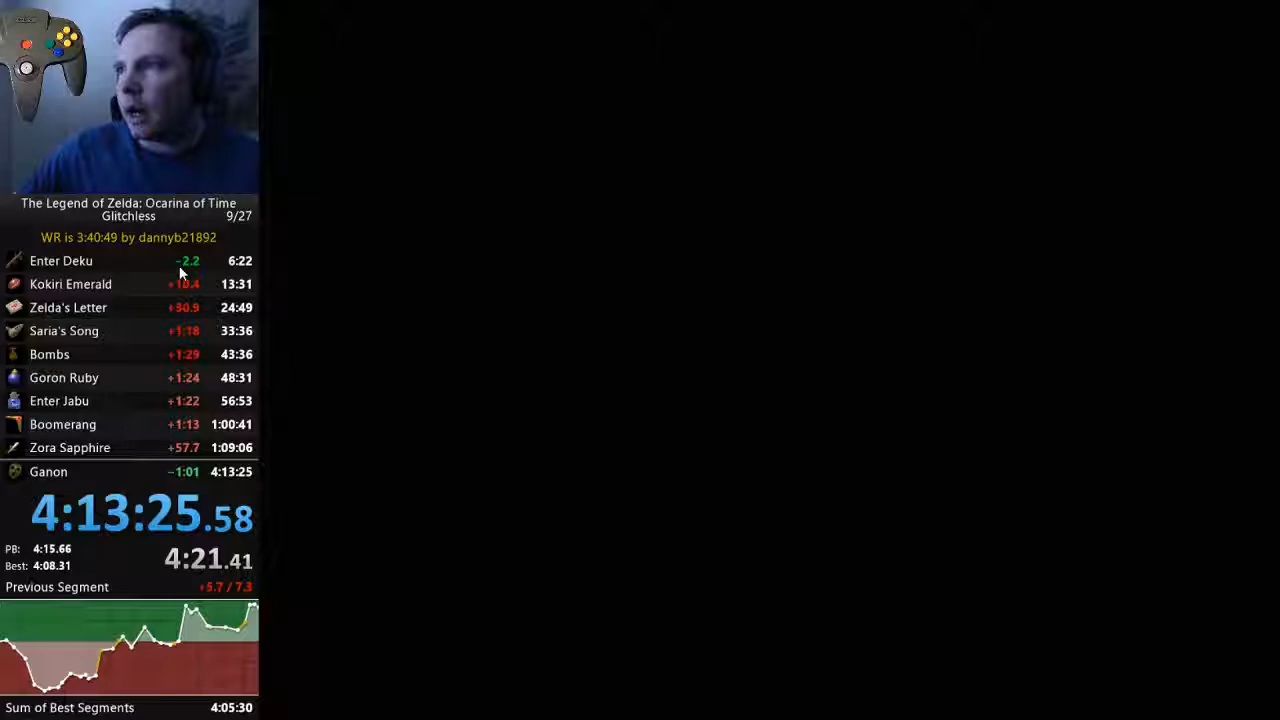 The Legend of Zelda: Ocarina of Time
Glitchless 9/27
WR is 3:40:49 by dannyb21892
Enter Deku -2.2 6:22
Kokiri Emerald +10.4 13:31
Zelda's Letter +30.9 24:49
Saria's Song +1:18 33:36
Bombs +1:29 43:36
Goron Ruby +1:24 48:31
Enter Jabu +1:22 56:53
Boomerang +1:13 1:00:41
Zora Sapphire +57.7 1:09:06
Ganon -1:01 4:13:25
4:13:25.58
PB: 4:15.66
Best: 4:08.31
4:21.41
Previous Segment +5.7 / 7.3
Sum of Best Segments 4:05:30